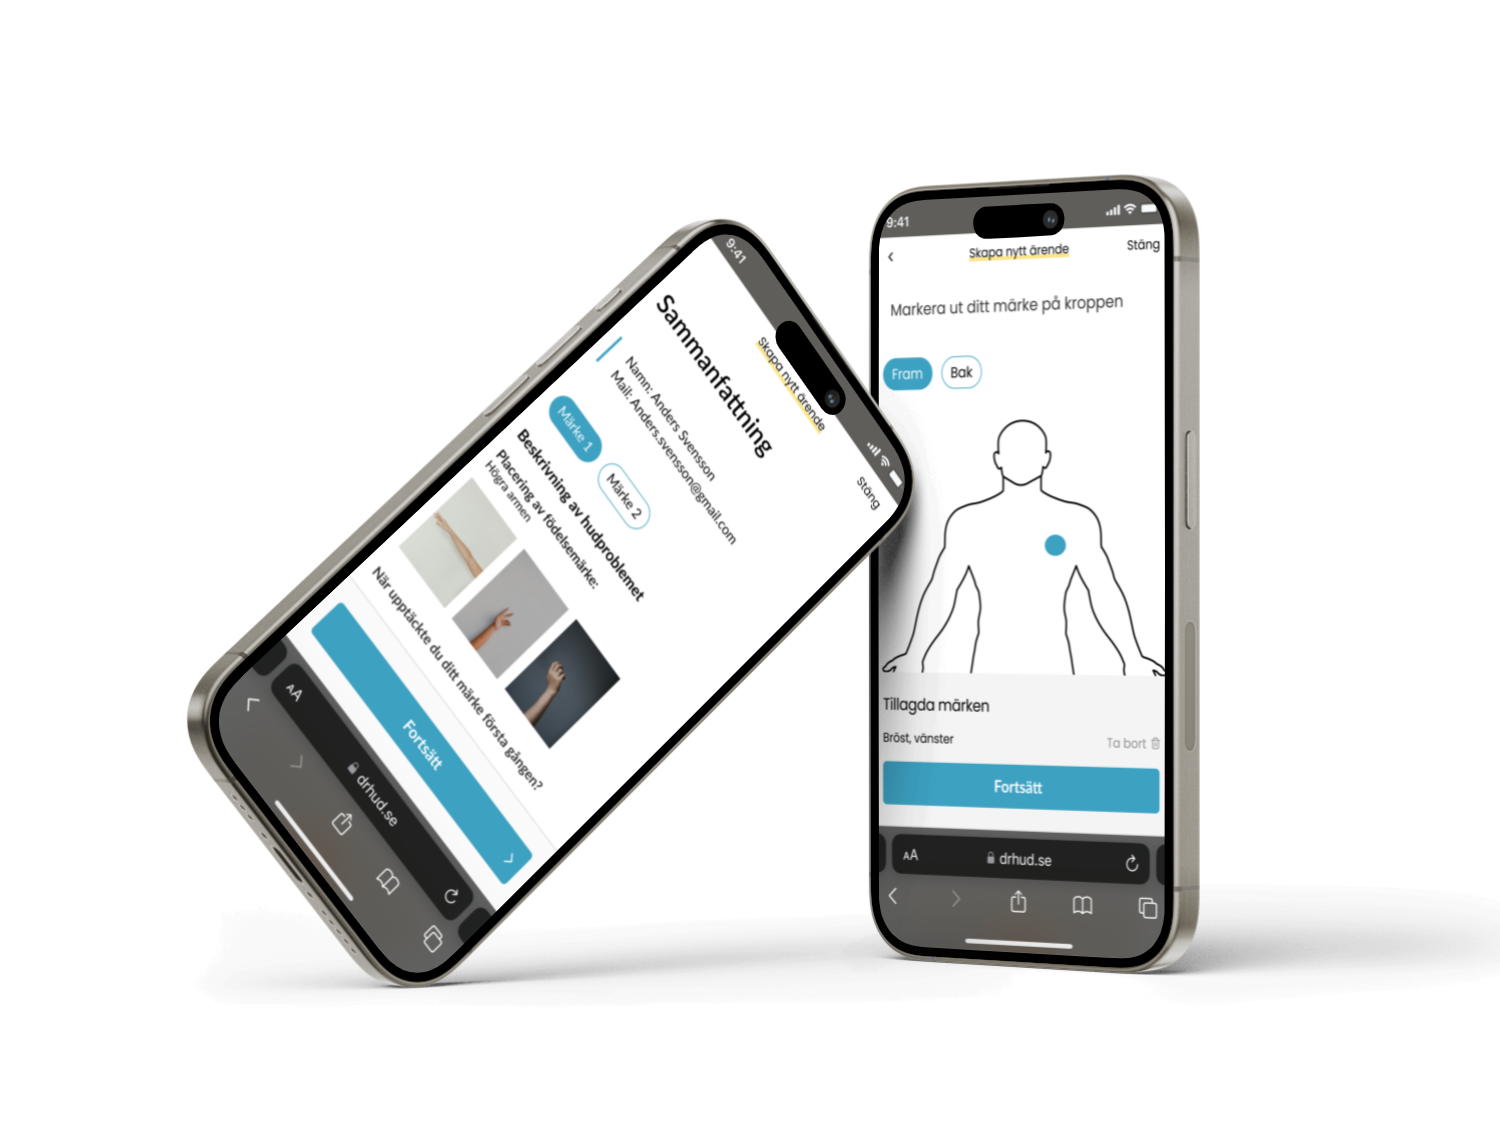 9:41
Skapa nytt ärende
Stäng
Sammanfattning
Namn: Anders Svensson
Mail: Anders.svensson@gmail.com
Märke 1
Märke 2
Beskrivning av hudproblemet
Placering av födelsemärke:
Högra armen
När upptäckte du ditt märke första gången?
Fortsätt
AA
drhud.se
9:41
Skapa nytt ärende
Stäng
Markera ut ditt märke på kroppen
Fram
Bak
Tillagda märken
Bröst, vänster
Ta bort
Fortsätt
AA
drhud.se